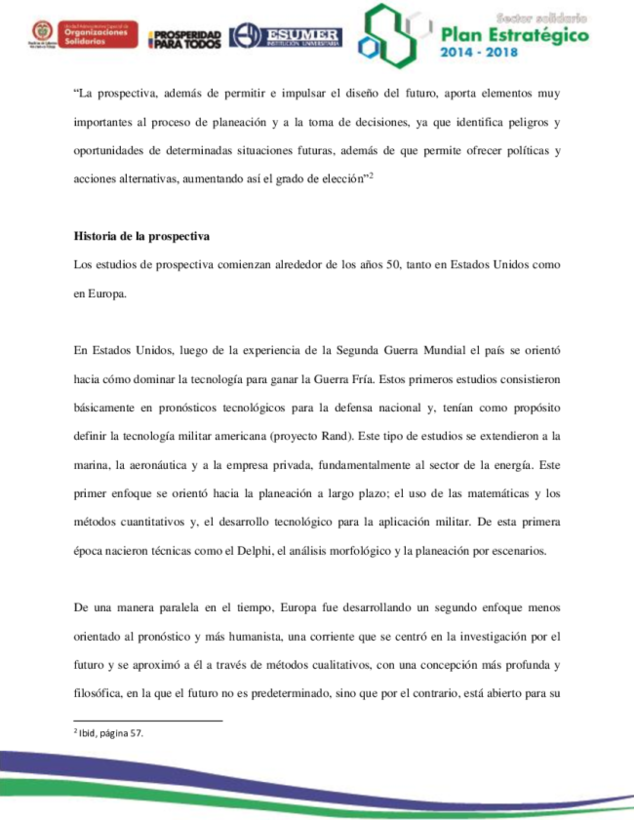 Unidad Administrativa Especial de
Organizaciones
Solidarias
PROSPERIDAD
PARA TODOS
ESUMER
INSTITUCIÓN UNIVERSITARIA
Sector solidario
Plan Estratégico
2014 - 2018
“La prospectiva, además de permitir e impulsar el diseño del futuro, aporta elementos muy
importantes al proceso de planeación y a la toma de decisiones, ya que identifica peligros y
oportunidades de determinadas situaciones futuras, además de que permite ofrecer políticas y
acciones alternativas, aumentando así el grado de elección”2
Historia de la prospectiva
Los estudios de prospectiva comienzan alrededor de los años 50, tanto en Estados Unidos como
en Europa.
En Estados Unidos, luego de la experiencia de la Segunda Guerra Mundial el país se orientó
hacia cómo dominar la tecnología para ganar la Guerra Fría. Estos primeros estudios consistieron
básicamente en pronósticos tecnológicos para la defensa nacional y, tenían como propósito
definir la tecnología militar americana (proyecto Rand). Este tipo de estudios se extendieron a la
marina, la aeronáutica y a la empresa privada, fundamentalmente al sector de la energía. Este
primer enfoque se orientó hacia la planeación a largo plazo; el uso de las matemáticas y los
métodos cuantitativos y, el desarrollo tecnológico para la aplicación militar. De esta primera
época nacieron técnicas como el Delphi, el análisis morfológico y la planeación por escenarios.
De una manera paralela en el tiempo, Europa fue desarrollando un segundo enfoque menos
orientado al pronóstico y más humanista, una corriente que se centró en la investigación por el
futuro y se aproximó a él a través de métodos cualitativos, con una concepción más profunda y
filosófica, en la que el futuro no es predeterminado, sino que por el contrario, está abierto para su
2 Ibid, página 57.